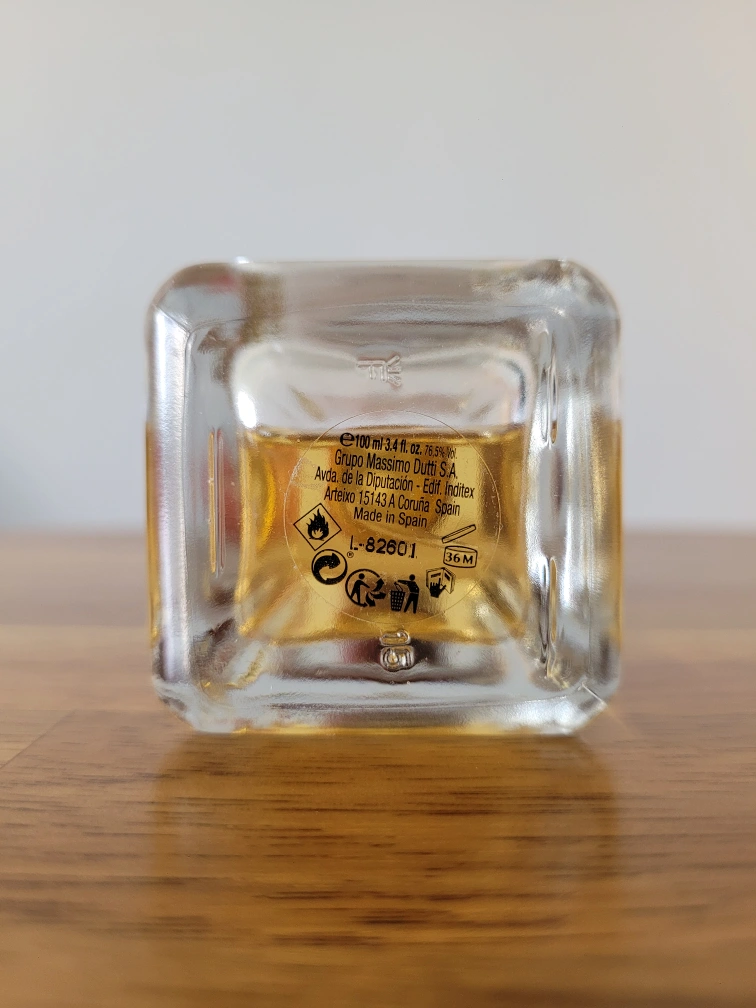 ℮100 ml 3.4 fl. oz. 76,5% Vol.
Grupo Massimo Dutti S.A.
Avda. de la Diputación - Edif. Inditex
Arteixo 15143 A Coruña Spain
Made in Spain
L-82601
36M